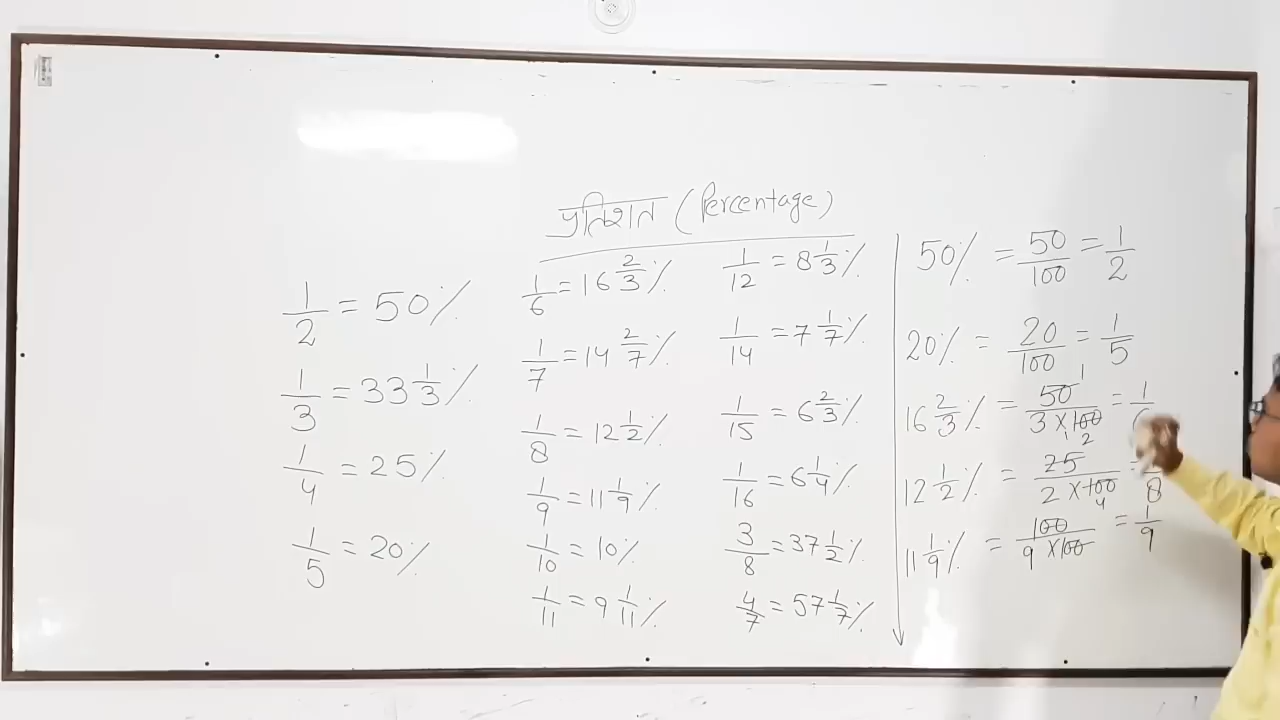 प्रतिशत (Percentage)
1/2 = 50%
1/3 = 33 1/3%
1/4 = 25%
1/5 = 20%
1/6 = 16 2/3%
1/7 = 14 2/7%
1/8 = 12 1/2%
1/9 = 11 1/9%
1/10 = 10%
1/11 = 9 1/11%
1/12 = 8 1/3%
1/14 = 7 1/7%
1/15 = 6 2/3%
1/16 = 6 1/4%
3/8 = 37 1/2%
4/7 = 57 1/7%
50% = 50/100 = 1/2
20% = 20/100 = 1/5
16 2/3% = 50/3×100 = 1/6
12 1/2% = 25/2×100 = 1/8
11 1/9% = 100/9×100 = 1/9